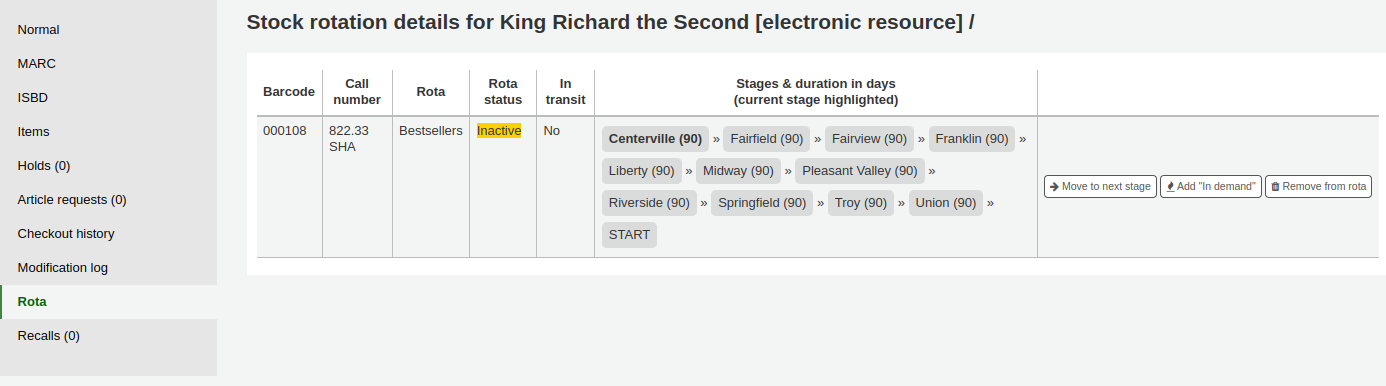 Normal
MARC
ISBD
Items
Holds (0)
Article requests (0)
Checkout history
Modification log
Rota
Recalls (0)
Stock rotation details for King Richard the Second [electronic resource] /
Barcode
Call
number
Rota
Rota
status
In
transit
Stages & duration in days
(current stage highlighted)
000108
822.33
SHA
Bestsellers
Inactive
No
Centerville (90) » Fairfield (90) » Fairview (90) » Franklin (90) »
Liberty (90) » Midway (90) » Pleasant Valley (90) »
Riverside (90) » Springfield (90) » Troy (90) » Union (90) »
START
Move to next stage
Add "In demand"
Remove from rota